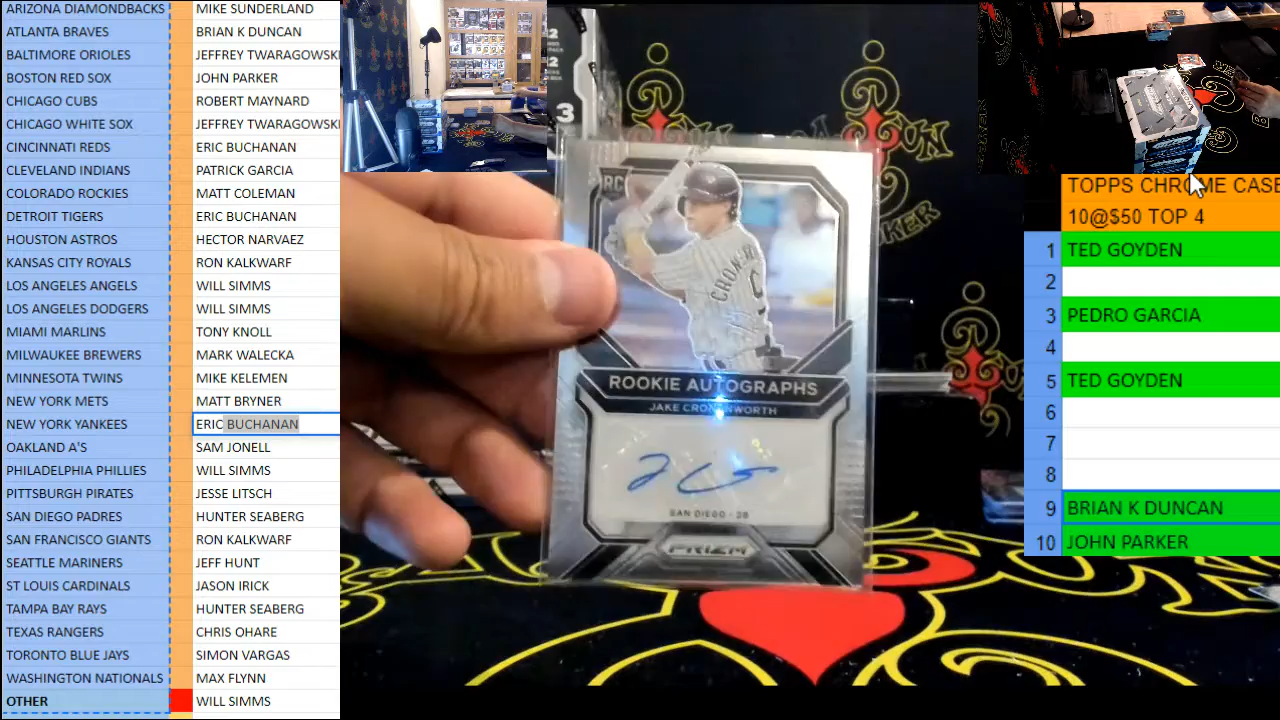 ARIZONA DIAMONDBACKS MIKE SUNDERLAND
ATLANTA BRAVES BRIAN K DUNCAN
BALTIMORE ORIOLES JEFFREY TWARAGOWSKI
BOSTON RED SOX JOHN PARKER
CHICAGO CUBS ROBERT MAYNARD
CHICAGO WHITE SOX JEFFREY TWARAGOWSKI
CINCINNATI REDS ERIC BUCHANAN
CLEVELAND INDIANS PATRICK GARCIA
COLORADO ROCKIES MATT COLEMAN
DETROIT TIGERS ERIC BUCHANAN
HOUSTON ASTROS HECTOR NARVAEZ
KANSAS CITY ROYALS RON KALKWARF
LOS ANGELES ANGELS WILL SIMMS
LOS ANGELES DODGERS WILL SIMMS
MIAMI MARLINS TONY KNOLL
MILWAUKEE BREWERS MARK WALECKA
MNNESOTA TWINS MIKE KELEMEN
NEW YORK METS MATT BRYNER
NEW YORK YANKEES ERIC BUCHANAN
OAKLAND A'S SAM JONELL
PHILADELPHIA PHILLIES WILL SIMMS
PITTSBURGH PIRATES JESSE LITSCH
SAN DIEGO PADRES HUNTER SEABERG
SAN FRANCISCO GIANTS RON KALKWARF
SEATTLE MARINERS JEFF HUNT
ST LOUIS CARDINALS JASON IRICK
TAMPA BAY RAYS HUNTER SEABERG
TEXAS RANGERS CHRIS OHARE
TORONTO BLUE JAYS SIMON VARGAS
WASHINGTON NATIONALS MAX FLYNN
OTHER WILL SIMMS
3
RC
ROOKIE AUTOGRAPHS
JAKE CRONENWORTH
SAN DIEGO - 2B
PRIZM
TOPPS CHROME CASE
10@$50 TOP 4
1 TED GOYDEN
2
3 PEDRO GARCIA
4
5 TED GOYDEN
6
7
8
9 BRIAN K DUNCAN
10 JOHN PARKER